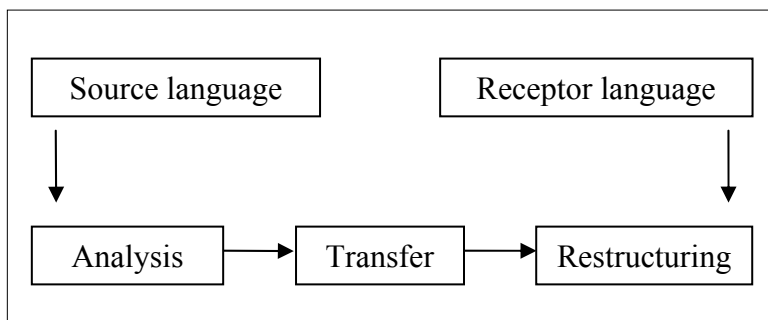 Source language
Receptor language
Analysis
Transfer
Restructuring